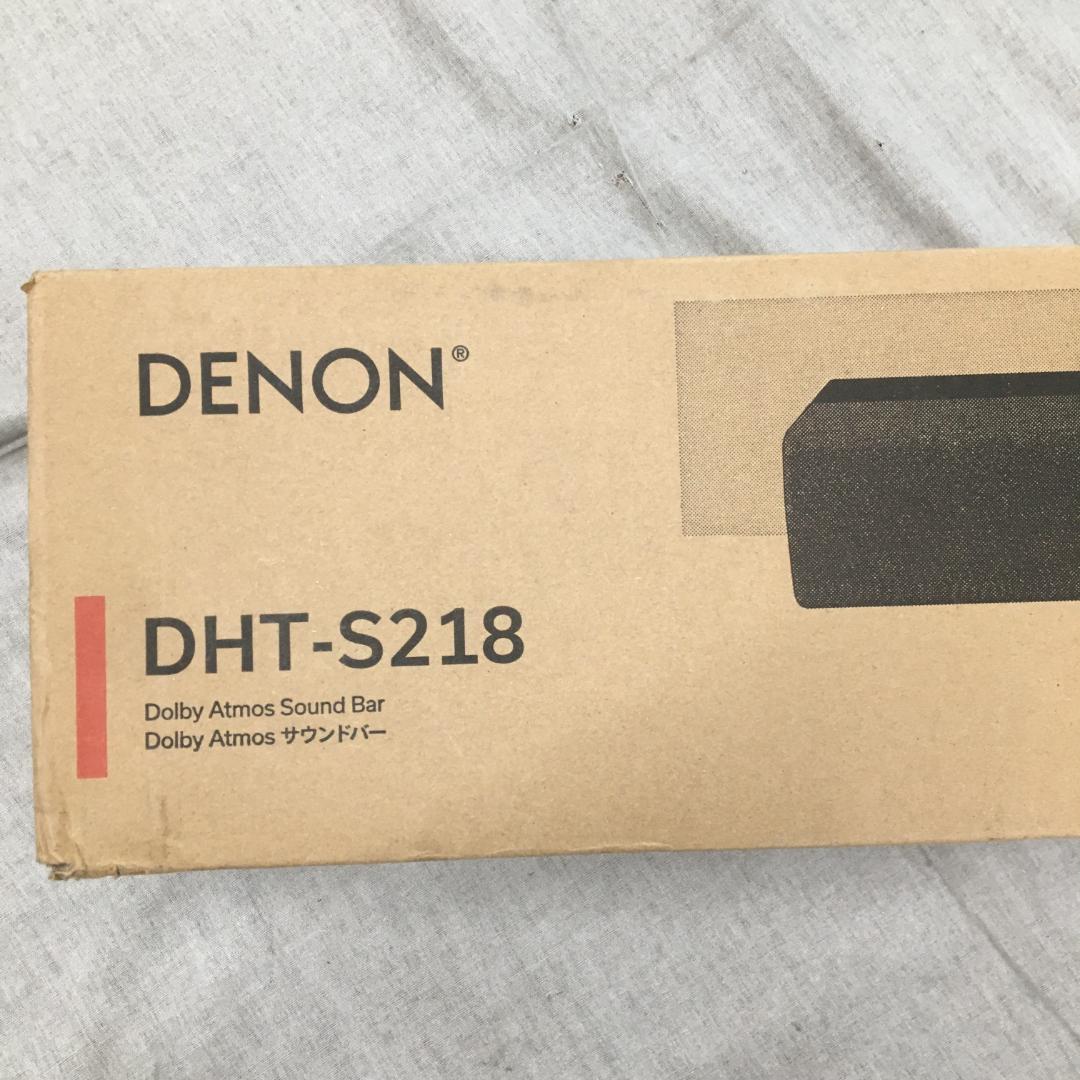 DENON®
DHT-S218
Dolby Atmos Sound Bar
Dolby Atmos サウンドバー